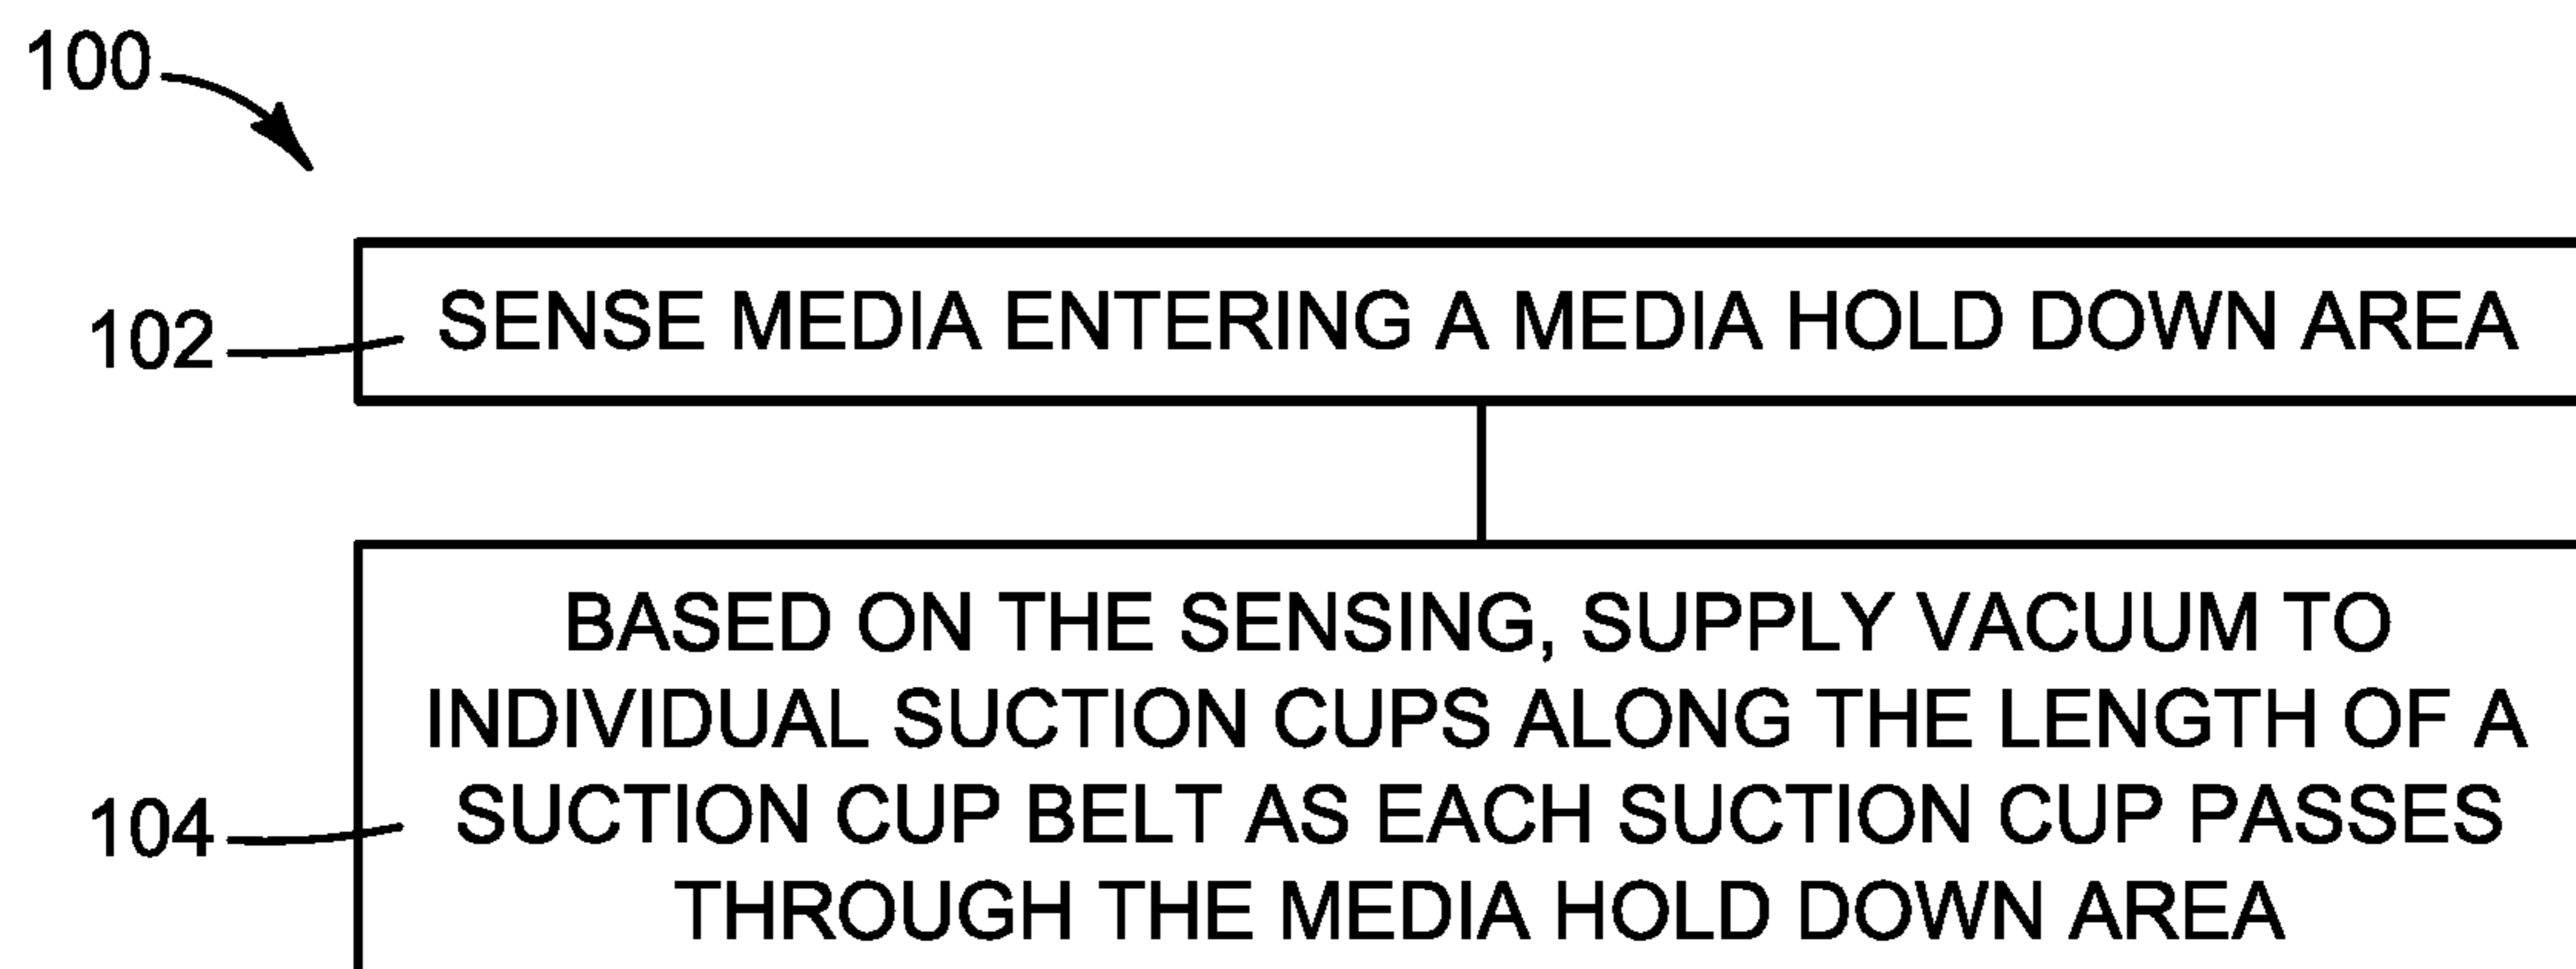 100
102
SENSE MEDIA ENTERING A MEDIA HOLD DOWN AREA
BASED ON THE SENSING, SUPPLY VACUUM TO
INDIVIDUAL SUCTION CUPS ALONG THE LENGTH OF A
104
SUCTION CUP BELT AS EACH SUCTION CUP PASSES
THROUGH THE MEDIA HOLD DOWN AREA